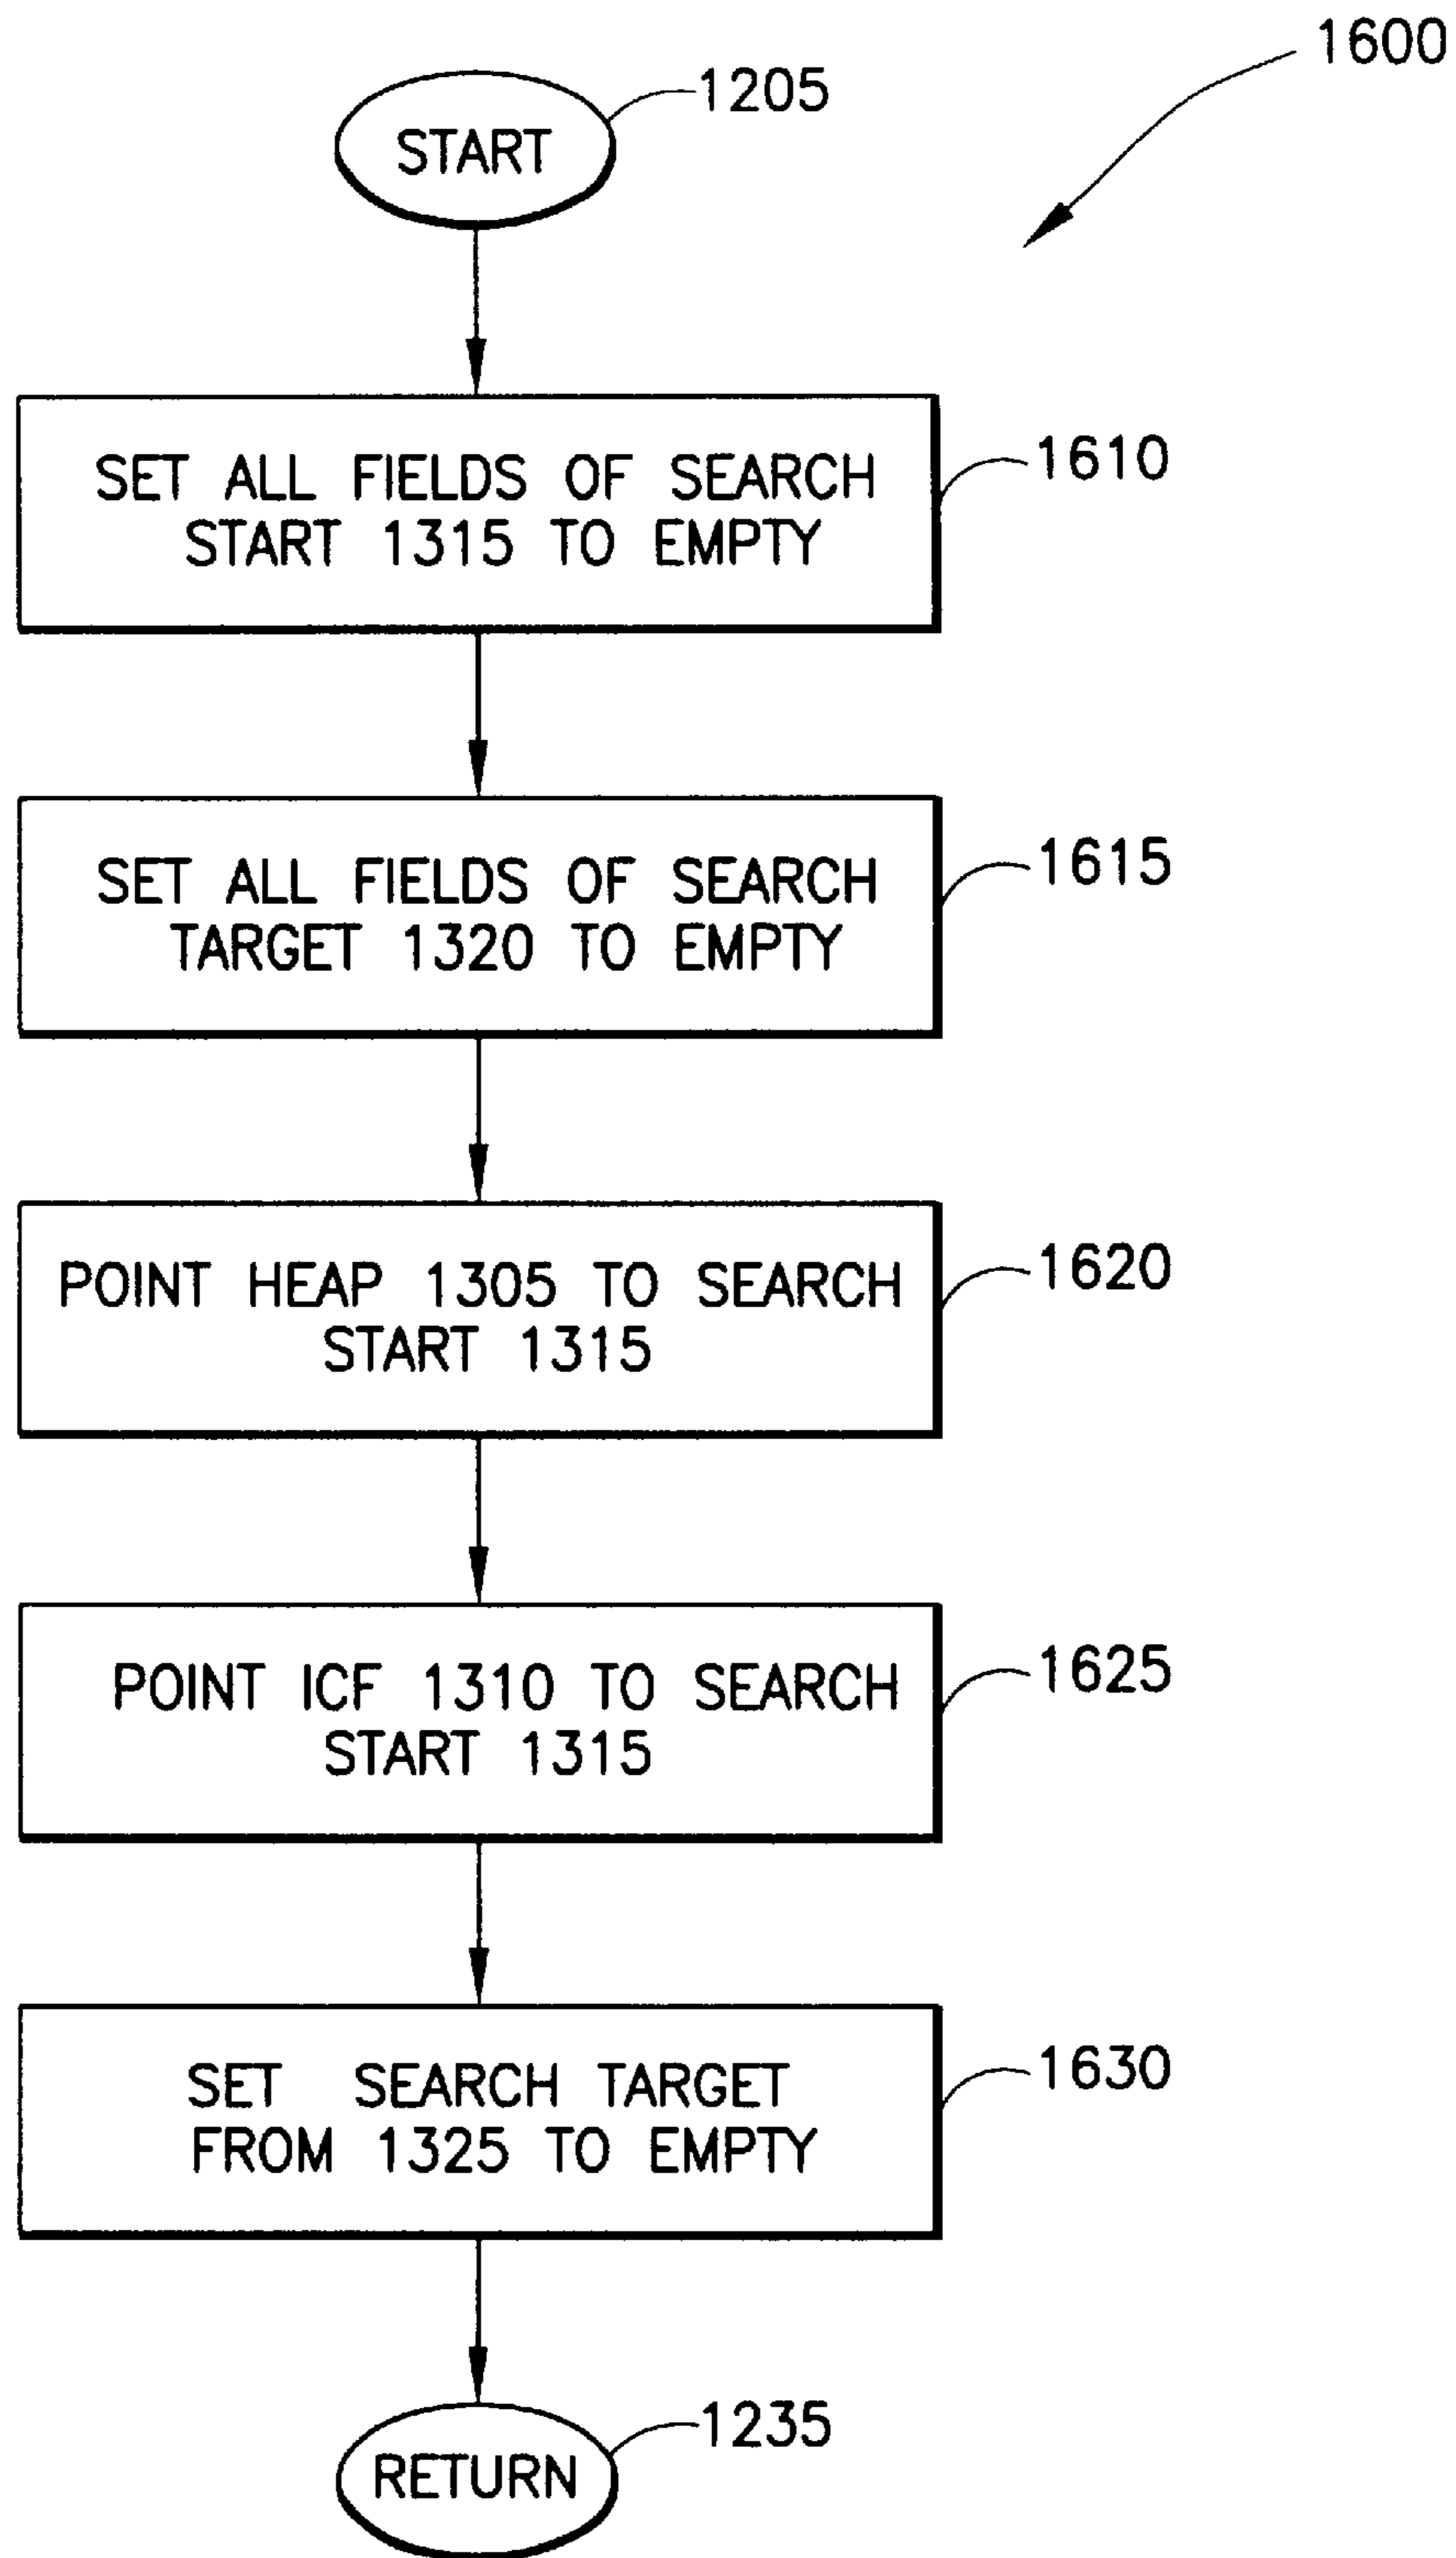 1600
1205
START
SET ALL FIELDS OF SEARCH
START 1315 TO EMPTY
1610
SET ALL FIELDS OF SEARCH
TARGET 1320 TO EMPTY
1615
POINT HEAP 1305 TO SEARCH
START 1315
1620
POINT ICF 1310 TO SEARCH
START 1315
1625
SET SEARCH TARGET
FROM 1325 TO EMPTY
1630
1235
RETURN